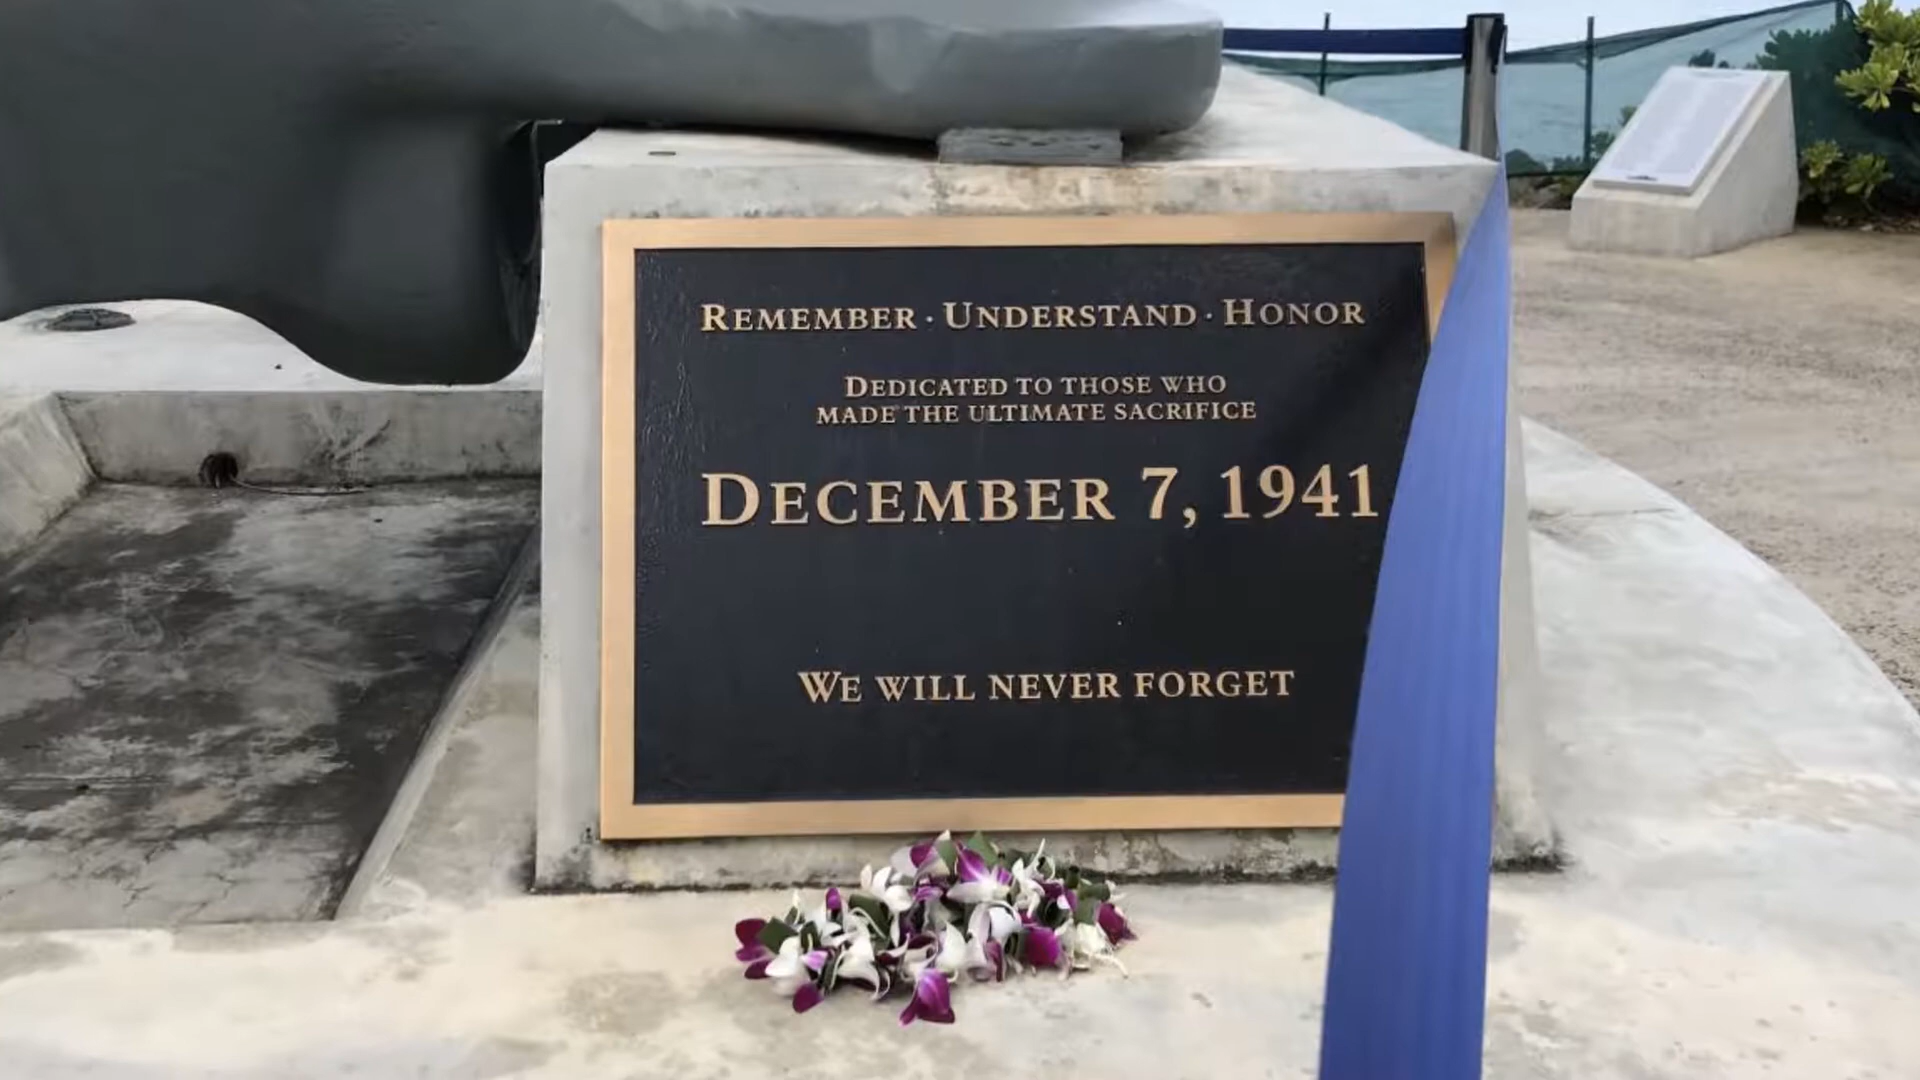 REMEMBER · UNDERSTAND · HONOR
DEDICATED TO THOSE WHO
MADE THE ULTIMATE SACRIFICE
DECEMBER 7, 1941
WE WILL NEVER FORGET